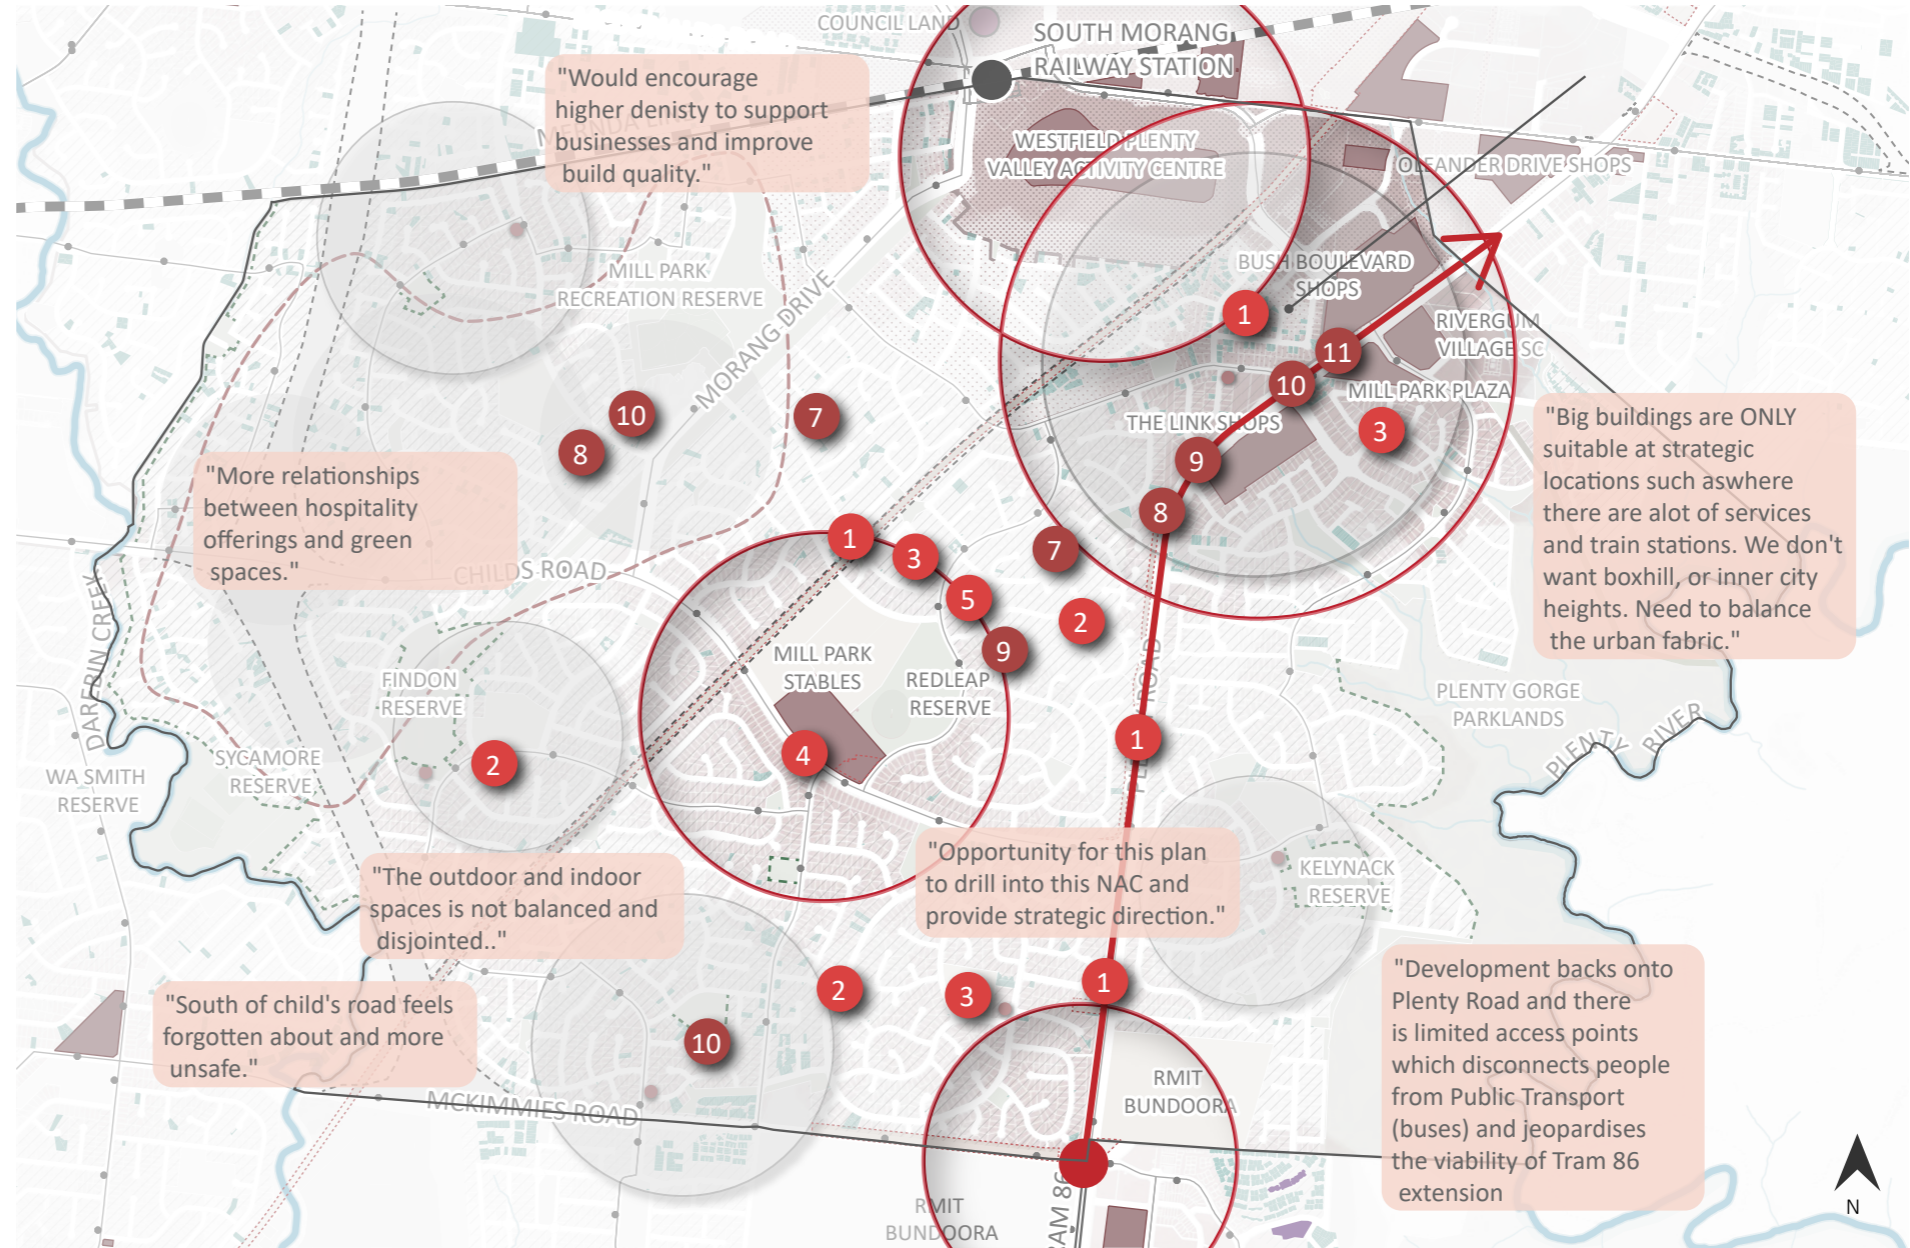 COUNCIL LAND
SOUTH MORANG
RAILWAY STATION
"Would encourage
higher denisty to support
businesses and improve
build quality."
WESTFIELD PLENTY
VALLEY ACTIVITY CENTRE
OLEANDER DRIVE SHOPS
MILL PARK
RECREATION RESERVE
MORANG DRIVE
BUSH BOULEVARD
SHOPS
1
RIVERGUM
VILLAGE SC
11
10
MILL PARK PLAZA
THE LINK SHOPS
3
9
8
10
8
7
"Big buildings are ONLY
suitable at strategic
locations such aswhere
there are alot of services
and train stations. We don't
want boxhill, or inner city
heights. Need to balance
the urban fabric."
"More relationships
between hospitality
offerings and green
spaces."
CHILDS ROAD
1
3
5
9
7
2
DARERIN CREEK
MILL PARK
STABLES
REDLEAP
RESERVE
4
FINDON
RESERVE
2
SYCAMORE
RESERVE
WA SMITH
RESERVE
1
PLENTY GORGE
PARKLANDS
PLENTY RIVER
"Opportunity for this plan
to drill into this NAC and
provide strategic direction."
KELYNACK
RESERVE
"The outdoor and indoor
spaces is not balanced and
disjointed.."
"South of child's road feels
forgotten about and more
unsafe."
2
3
1
10
MCKIMMIES ROAD
RMIT
BUNDOORA
RMIT
BUNDOORA
86
"Development backs onto
Plenty Road and there
is limited access points
which disconnects people
from Public Transport
(buses) and jeopardises
the viability of Tram 86
extension
N